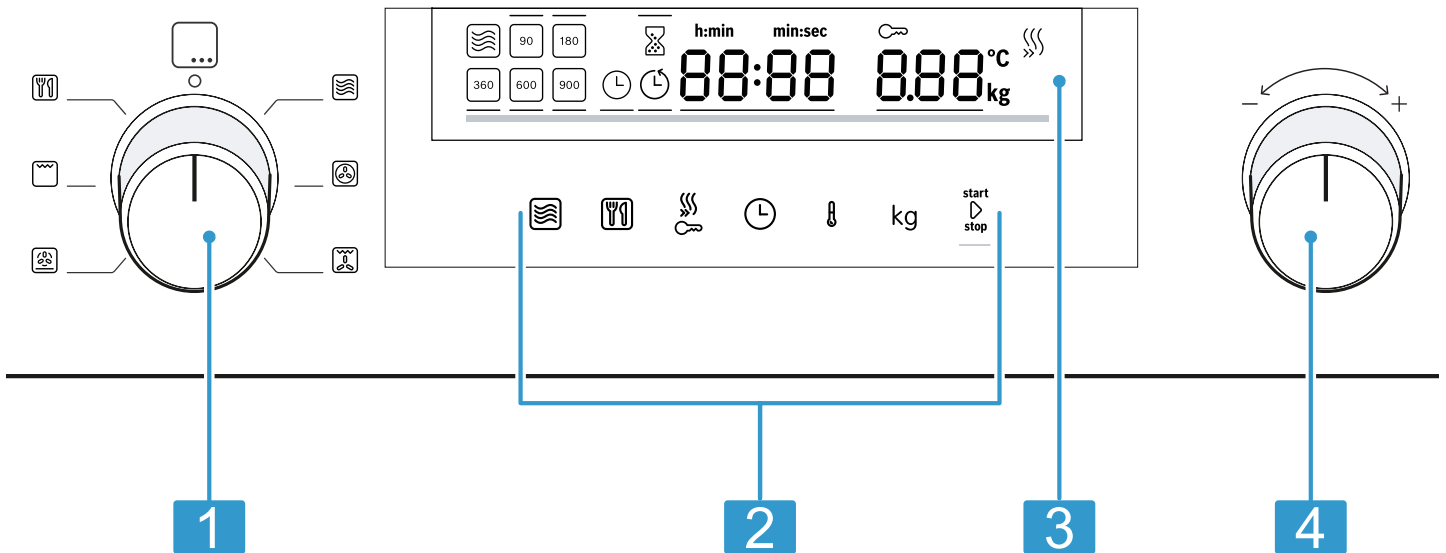 h:min min:sec
90 180
88:88 8.88 °C
360 600 900
kg
− +
start
kg
stop
1 2 3 4